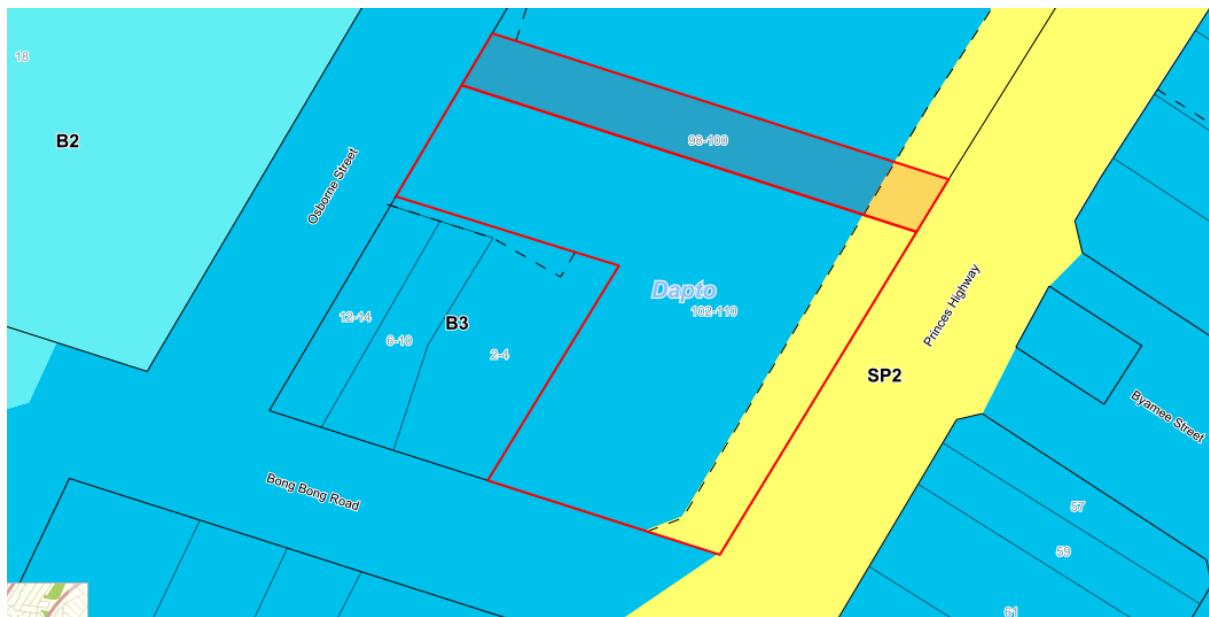 18
B2
98-100
Osborne Street
Dapto
102-110
12-14
B3
6-10
2-4
Princes Highway
SP2
Byamee Street
Bong Bong Road
57
59
61